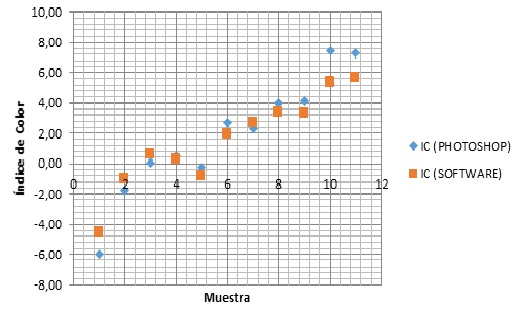 10,00
8,00
6,00
4,00
2,00
0,00
0 2 4 6 8 10 12
-2,00
-4,00
-6,00
-8,00
Índice de Color
Muestra
IC (PHOTOSHOP)
IC (SOFTWARE)